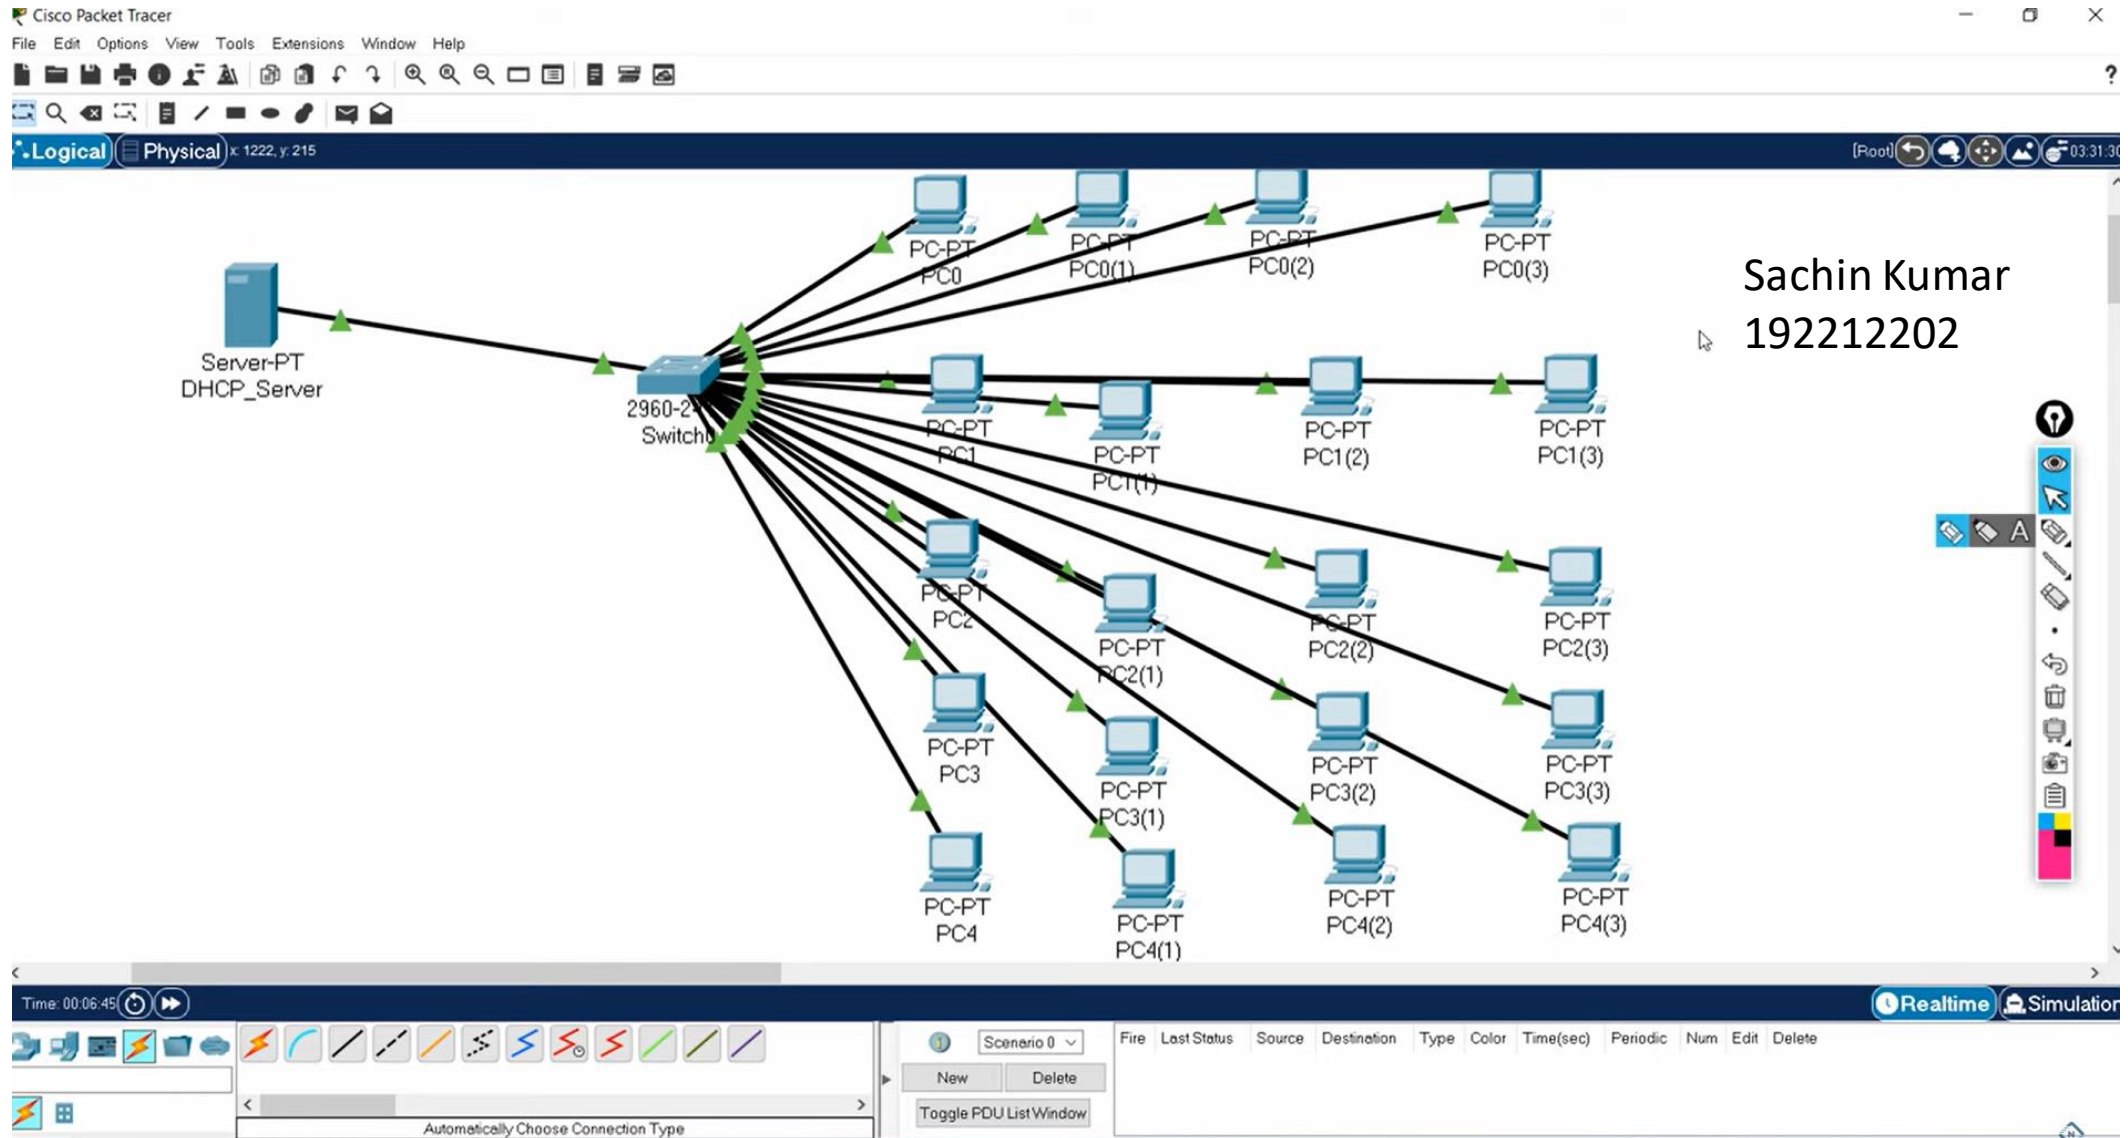 Cisco Packet Tracer
File Edit Options View Tools Extensions Window Help
?
Logical Physical x: 1222, y: 215 [Root] 03:31:30
PC-PT
PC0
PC-PT
PC0(1)
PC-PT
PC0(2)
PC-PT
PC0(3)
Sachin Kumar
192212202
Server-PT
DHCP_Server
2960-2
Switch0
PC-PT
PC1
PC-PT
PC1(1)
PC-PT
PC1(2)
PC-PT
PC1(3)
A
PC-PT
PC2
PC-PT
PC2(1)
PC-PT
PC2(2)
PC-PT
PC2(3)
PC-PT
PC3
PC-PT
PC3(1)
PC-PT
PC3(2)
PC-PT
PC3(3)
PC-PT
PC4
PC-PT
PC4(1)
PC-PT
PC4(2)
PC-PT
PC4(3)
Time: 00:06:45 Realtime Simulation
Scenario 0
New Delete
Toggle PDU List Window
Fire Last Status Source Destination Type Color Time(sec) Periodic Num Edit Delete
Automatically Choose Connection Type